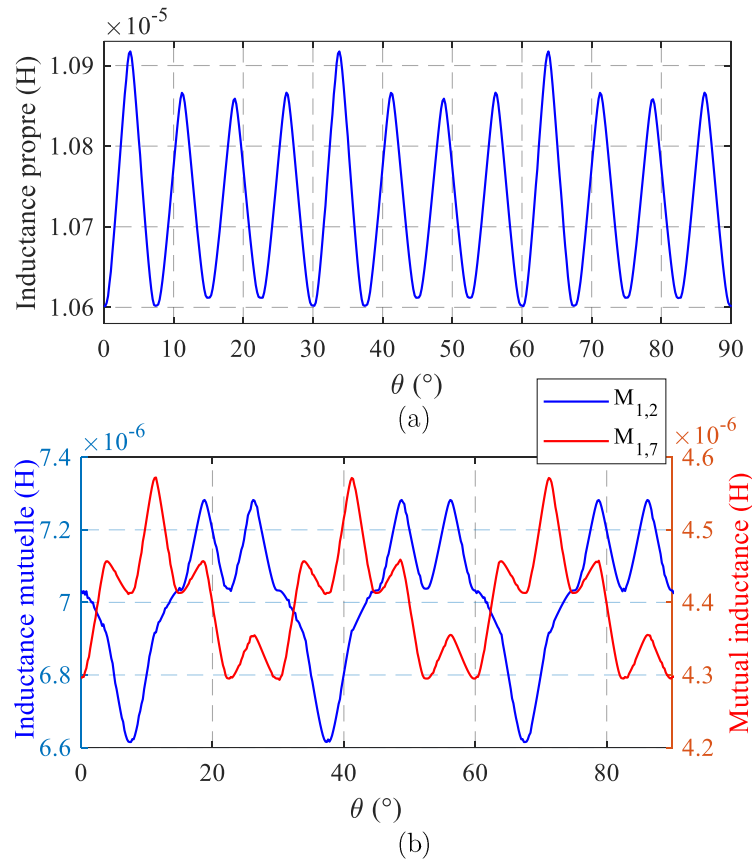 ×10⁻⁵
Inductance propre (H)
1.09
1.08
1.07
1.06
0 10 20 30 40 50 60 70 80 90
θ (°)
(a)
M1,2
M1,7
×10⁻⁶
×10⁻⁶
Inductance mutuelle (H)
7.4
7.2
7
6.8
6.6
4.6
4.5
4.4
4.3
4.2
Mutual inductance (H)
0 20 40 60 80
θ (°)
(b)